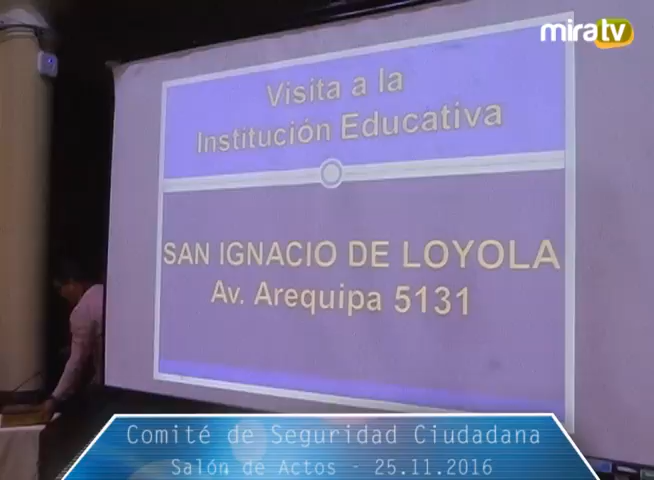 miratv
Visita a la
Institución Educativa
SAN IGNACIO DE LOYOLA
Av. Arequipa 5131
Comité de Seguridad Ciudadana
Salón de Actos - 25.11.2016